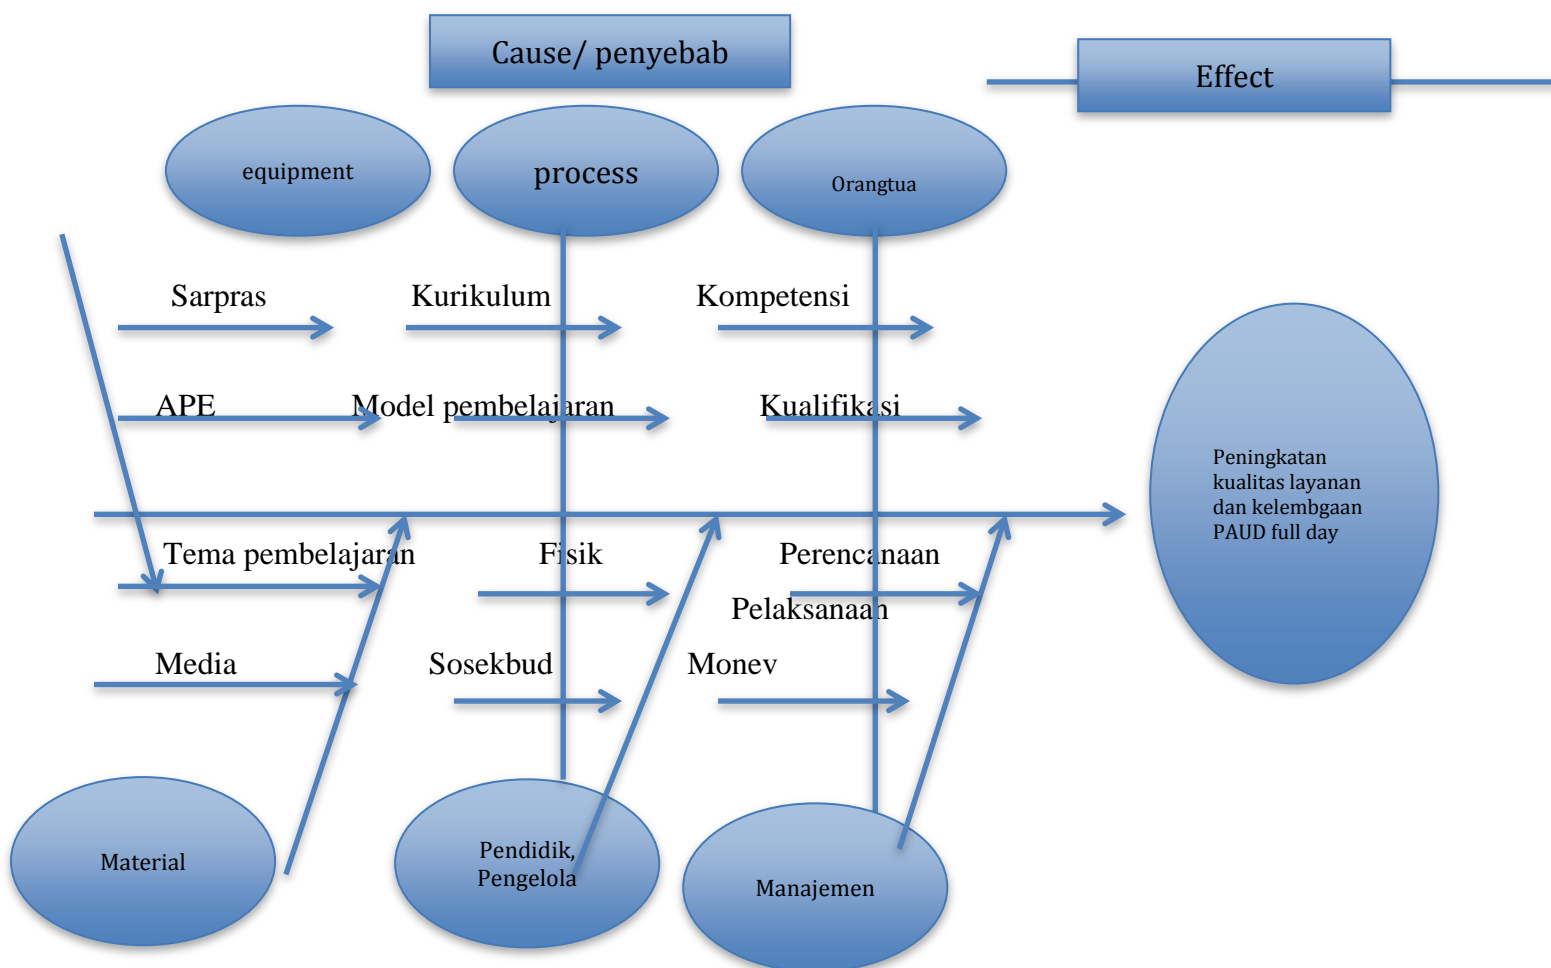 Cause/ penyebab
Effect
equipment
process
Orangtua
Sarpras
Kurikulum
Kompetensi
APE
Model pembelajaran
Kualifikasi
Peningkatan
kualitas layanan
dan kelembgaan
PAUD full day
Tema pembelajaran
Fisik
Perencanaan
Pelaksanaan
Media
Sosekbud
Monev
Material
Pendidik,
Pengelola
Manajemen